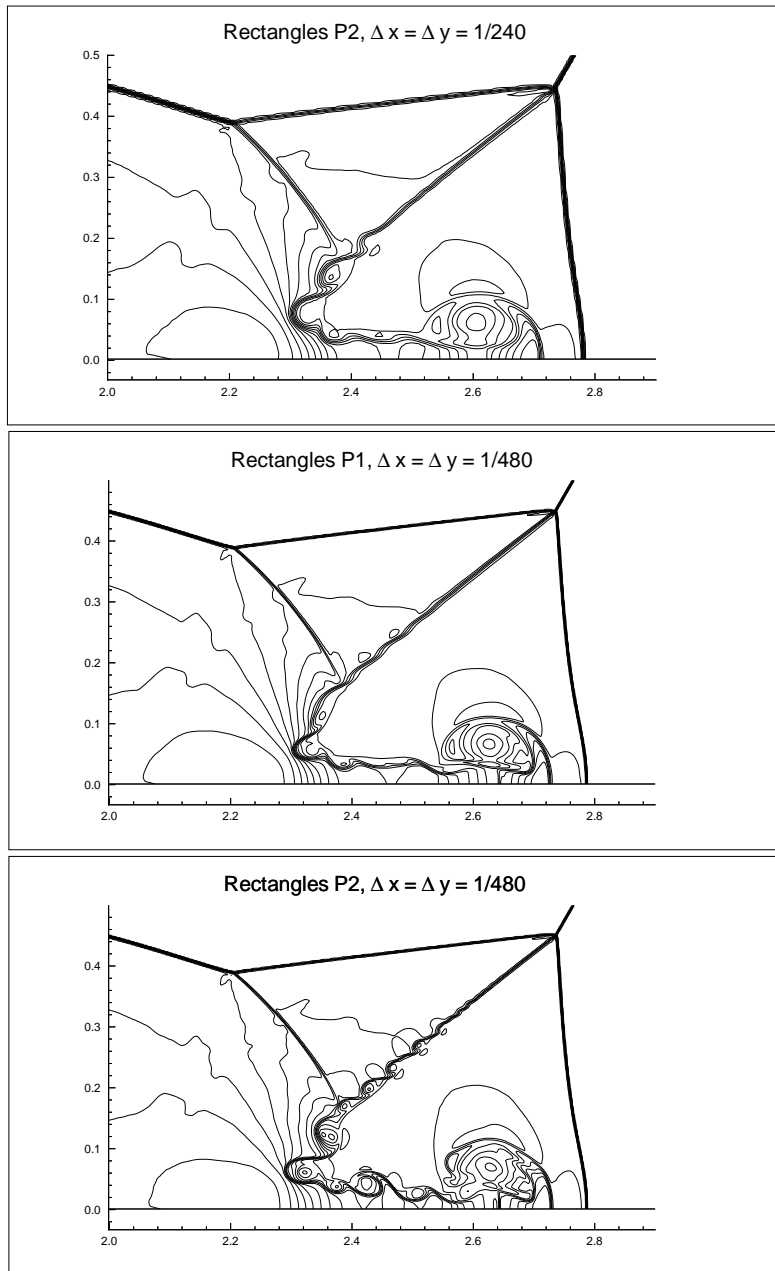 Rectangles P2, Δ x = Δ y = 1/240
0.5
0.4
0.3
0.2
0.1
0.0
2.0 2.2 2.4 2.6 2.8
Rectangles P1, Δ x = Δ y = 1/480
0.4
0.3
0.2
0.1
0.0
2.0 2.2 2.4 2.6 2.8
Rectangles P2, Δ x = Δ y = 1/480
0.4
0.3
0.2
0.1
0.0
2.0 2.2 2.4 2.6 2.8